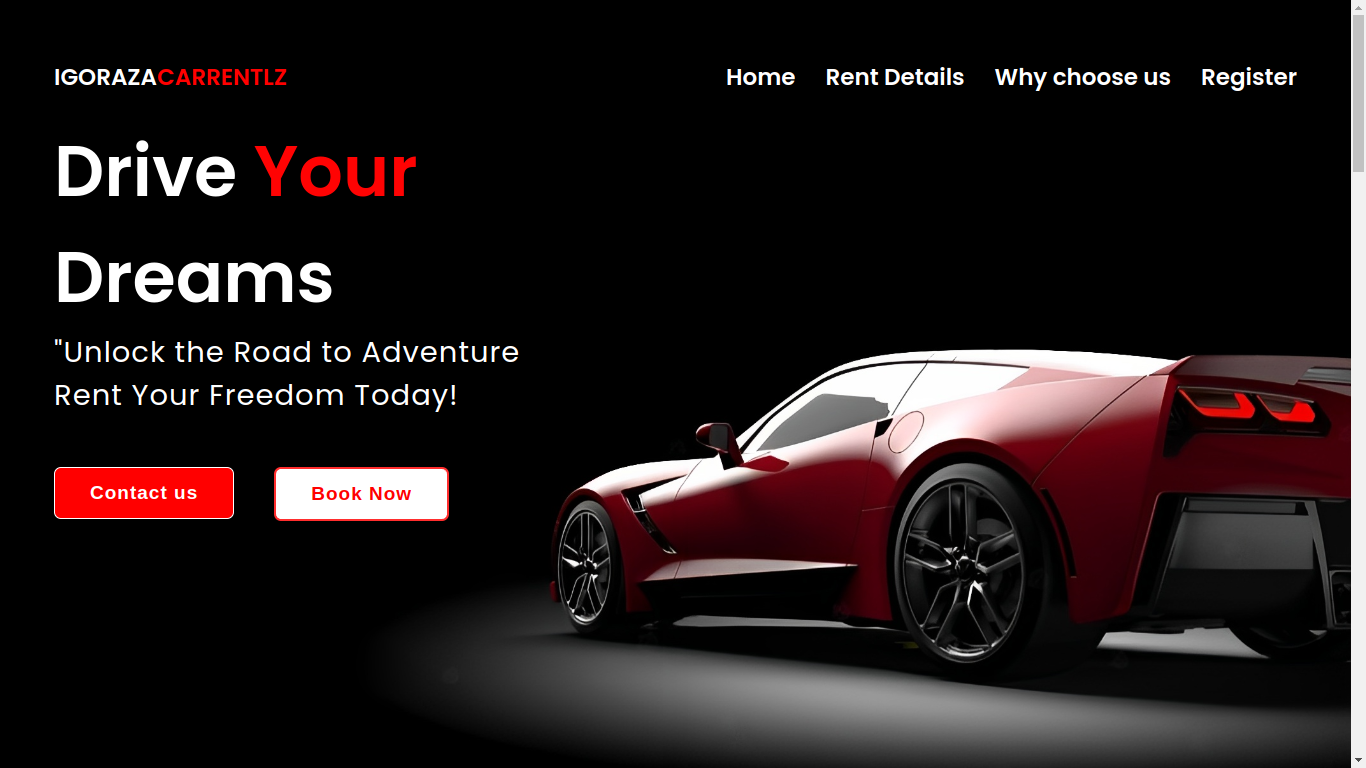 IGORAZACARRENTLZ
Home Rent Details Why choose us Register
Drive Your
Dreams
"Unlock the Road to Adventure
Rent Your Freedom Today!
Contact us Book Now